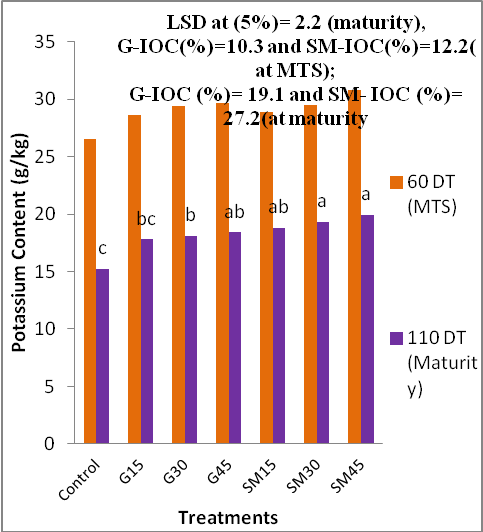 LSD at (5%)= 2.2 (maturity),
G-IOC(%)=10.3 and SM-IOC(%)=12.2(
at MTS);
G-IOC (%)= 19.1 and SM- IOC (%)=
27.2(at maturity
35
30
25
20
15
10
5
0
Potassium Content (g/kg)
c
bc
b
ab
ab
a
a
60 DT
(MTS)
110 DT
(Maturit
y)
Control
G15
G30
G45
SM15
SM30
SM45
Treatments